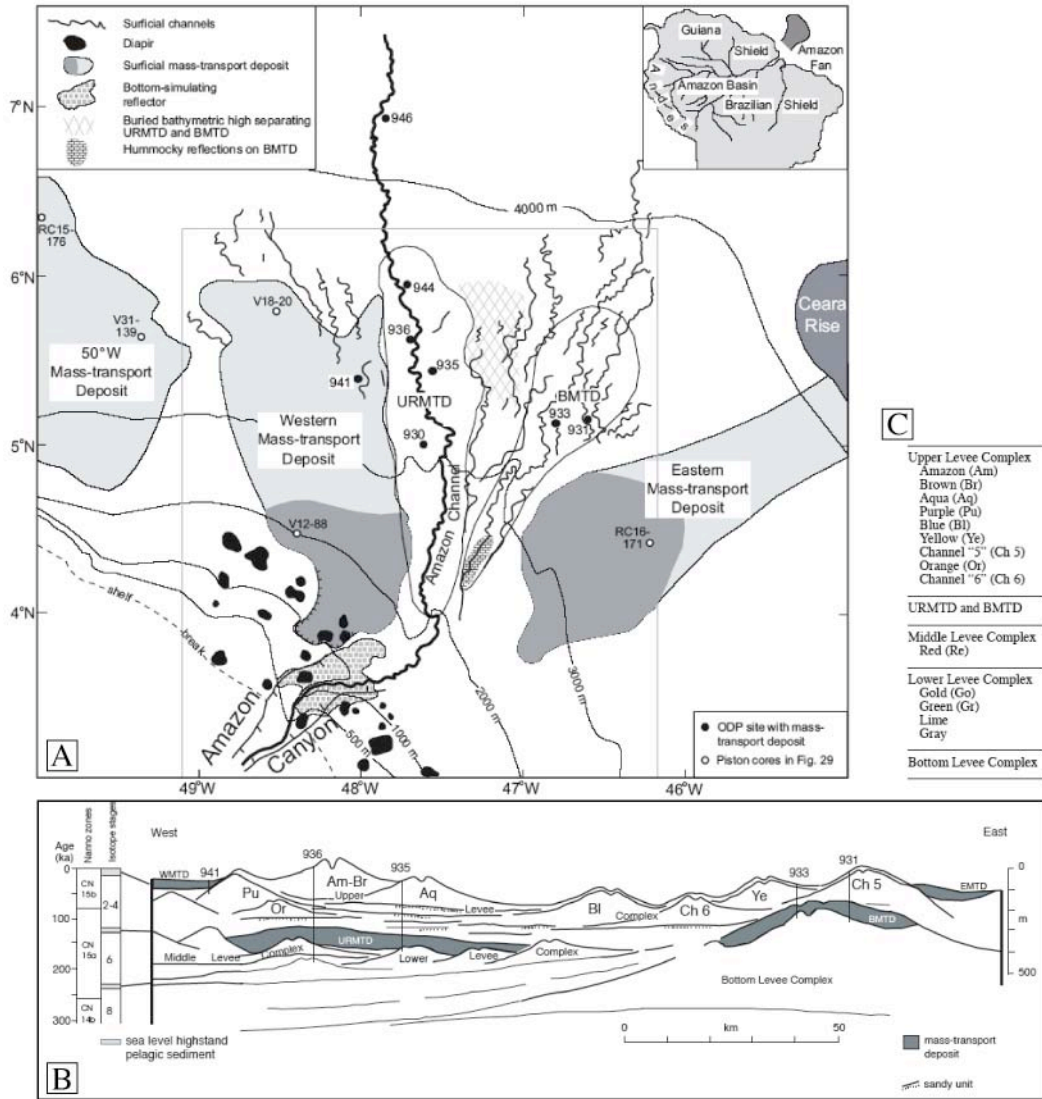 Surficial channels
Diapir
Surficial mass-transport deposit
Bottom-simulating
reflector
Buried bathymetric high separating
URMTD and BMTD
Hummocky reflections on BMTD
Guiana
Shield
Amazon
Fan
Andes
Amazon Basin
Brazilian
Shield
7°N
946
4000 m
RC15-
176
6°N
944
V18-20
Ceara
Rise
V31-
139
936
50°W
Mass-transport
Deposit
935
941
URMTD
BMTD
933
931
Western
Mass-transport
Deposit
930
5°N
Eastern
Mass-transport
Deposit
V12-88
RC16-
171
Amazon Channel
shelf
break
4°N
3000 m
2000 m
1000 m
500 m
Amazon
Canyon
ODP site with mass-
transport deposit
Piston cores in Fig. 29
A
49°W
48°W
47°W
46°W
C
Upper Levee Complex
Amazon (Am)
Brown (Br)
Aqua (Aq)
Purple (Pu)
Blue (Bl)
Yellow (Ye)
Channel "5" (Ch 5)
Orange (Or)
Channel "6" (Ch 6)
URMTD and BMTD
Middle Levee Complex
Red (Re)
Lower Levee Complex
Gold (Go)
Green (Gr)
Lime
Gray
Bottom Levee Complex
Age
(ka)
Nanno zones
Isotope stages
West
East
0
100
200
300
CN
15b
CN
15a
CN
14b
2-4
6
8
WMTD
941
936
935
933
931
Pu
Or
Am-Br
Upper
Aq
Levee
Bl
Complex
Ch 6
Ye
Ch 5
EMTD
BMTD
URMTD
Middle
Levee
Complex
Lower
Levee
Complex
Bottom Levee Complex
0
m
500
0
km
50
sea level highstand
pelagic sediment
mass-transport
deposit
sandy unit
B